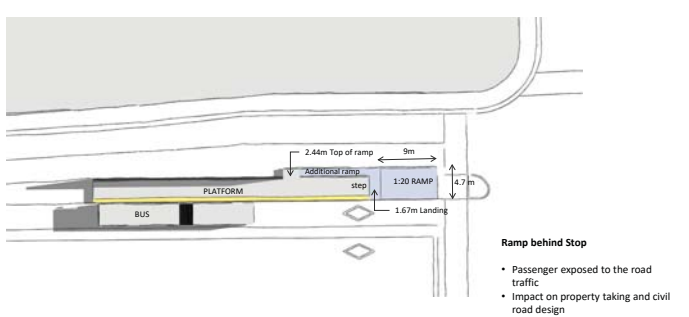 2.44m Top of ramp
9m
Additional ramp
step
1:20 RAMP
4.7 m
PLATFORM
1.67m Landing
BUS
Ramp behind Stop
• Passenger exposed to the road
traffic
• Impact on property taking and civil
road design